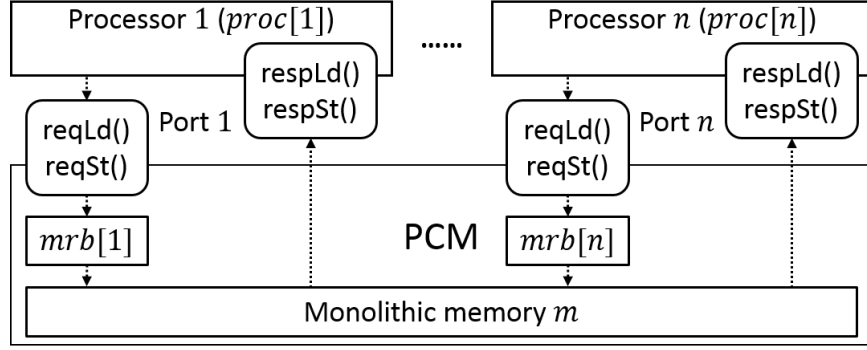 Processor 1 (proc[1])
......
Processor n (proc[n])
respLd()
respSt()
respLd()
respSt()
reqLd()
reqSt()
Port 1
reqLd()
reqSt()
Port n
mrb[1]
PCM
mrb[n]
Monolithic memory m